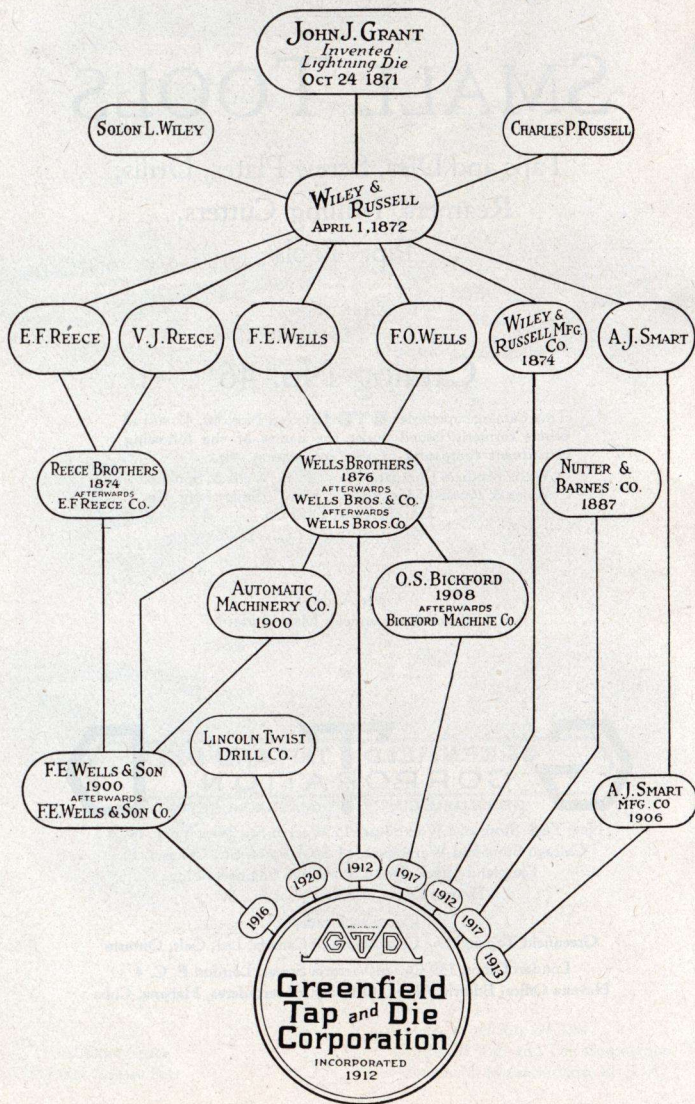 JOHN J. GRANT
Invented
Lightning Die
OCT 24 1871
SOLON L. WILEY
CHARLES P. RUSSELL
WILEY &
RUSSELL
APRIL 1, 1872
E.F. REECE
V.J. REECE
F.E. WELLS
F.O. WELLS
WILEY &
RUSSELL MFG
CO.
1874
A.J. SMART
REECE BROTHERS
1874
AFTERWARDS
E.F REECE CO.
WELLS BROTHERS
1876
AFTERWARDS
WELLS BROS. & CO.
AFTERWARDS
WELLS BROS. CO.
NUTTER &
BARNES CO.
1887
AUTOMATIC
MACHINERY CO.
1900
O.S. BICKFORD
1908
AFTERWARDS
BICKFORD MACHINE CO.
LINCOLN TWIST
DRILL CO.
F.E. WELLS & SON
1900
AFTERWARDS
F.E. WELLS & SON CO.
A.J. SMART
MFG. CO
1906
1916
1920
1912
1917
1912
1917
1913
GTD
Greenfield
Tap and Die
Corporation
INCORPORATED
1912